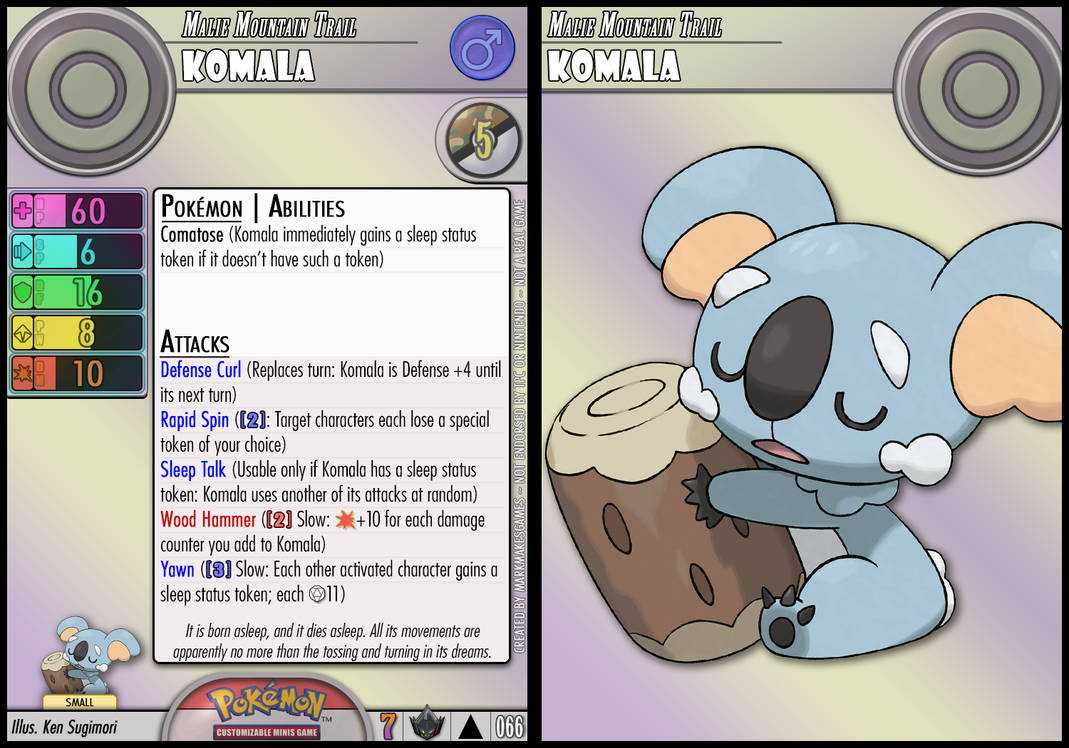 Malie Mountain Trail
KOMALA
5
60
6
16
8
10
Pokémon | Abilities
Comatose (Komala immediately gains a sleep status
token if it doesn't have such a token)
Attacks
Defense Curl (Replaces turn: Komala is Defense +4 until
its next turn)
Rapid Spin ([2]: Target characters each lose a special
token of your choice)
Sleep Talk (Usable only if Komala has a sleep status
token: Komala uses another of its attacks at random)
Wood Hammer ([2] Slow: +10 for each damage
counter you add to Komala)
Yawn ([3] Slow: Each other activated character gains a
sleep status token; each 11)
It is born asleep, and it dies asleep. All its movements are
apparently no more than the tossing and turning in its dreams.
CREATED BY MARKMAKESGAMES – NOT ENDORSED BY TPC OR NINTENDO – NOT A REAL GAME
SMALL
Illus. Ken Sugimori
POKéMON TM
CUSTOMIZABLE MINIS GAME
7
066
Malie Mountain Trail
KOMALA